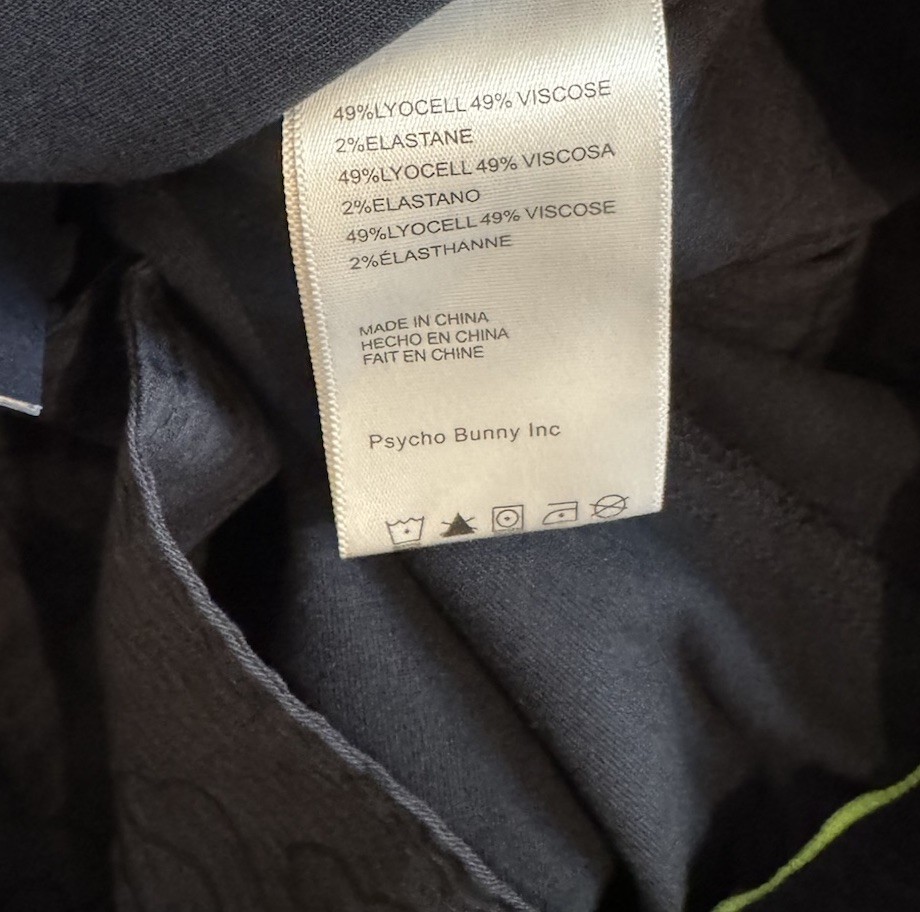 49%LYOCELL 49% VISCOSE
2%ELASTANE
49%LYOCELL 49% VISCOSA
2%ELASTANO
49%LYOCELL 49% VISCOSE
2%ÉLASTHANNE
MADE IN CHINA
HECHO EN CHINA
FAIT EN CHINE
Psycho Bunny Inc